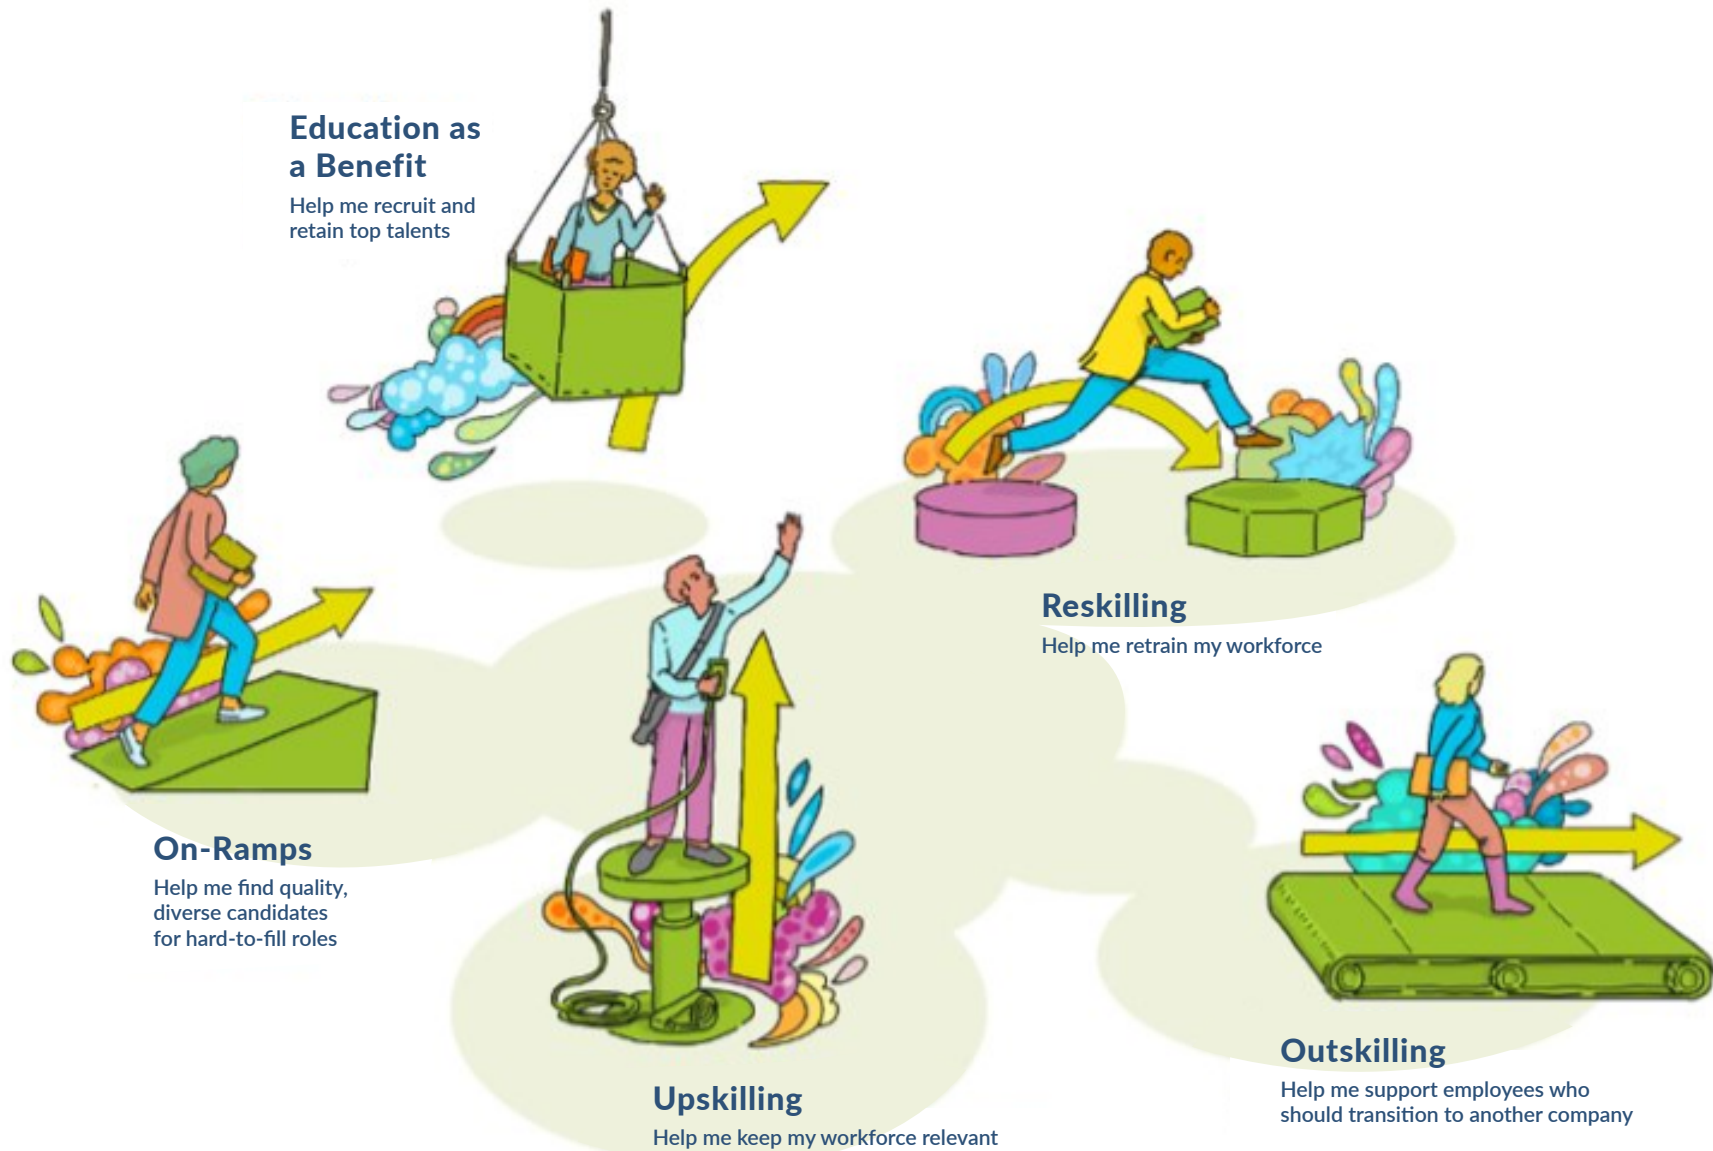 Education as
a Benefit
Help me recruit and
retain top talents
Reskilling
Help me retrain my workforce
On-Ramps
Help me find quality,
diverse candidates
for hard-to-fill roles
Upskilling
Help me keep my workforce relevant
Outskilling
Help me support employees who
should transition to another company